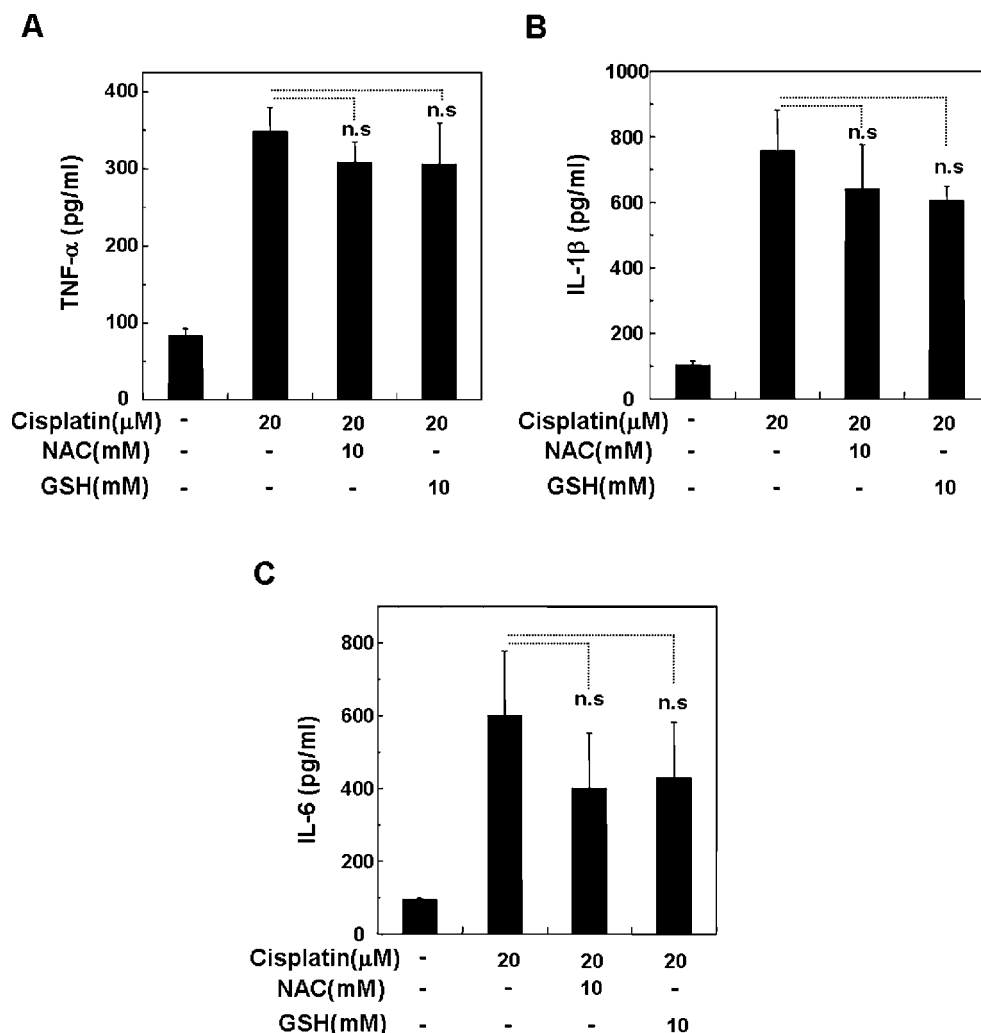 A
TNF-α (pg/ml)
400
300
200
100
0
n.s
n.s
Cisplatin(μM) - 20 20 20
NAC(mM) - - 10 -
GSH(mM) - - - 10
B
IL-1β (pg/ml)
1000
800
600
400
200
0
n.s
n.s
Cisplatin(μM) - 20 20 20
NAC(mM) - - 10 -
GSH(mM) - - - 10
C
IL-6 (pg/ml)
800
600
400
200
0
n.s
n.s
Cisplatin(μM) - 20 20 20
NAC(mM) - - 10 -
GSH(mM) - - - 10